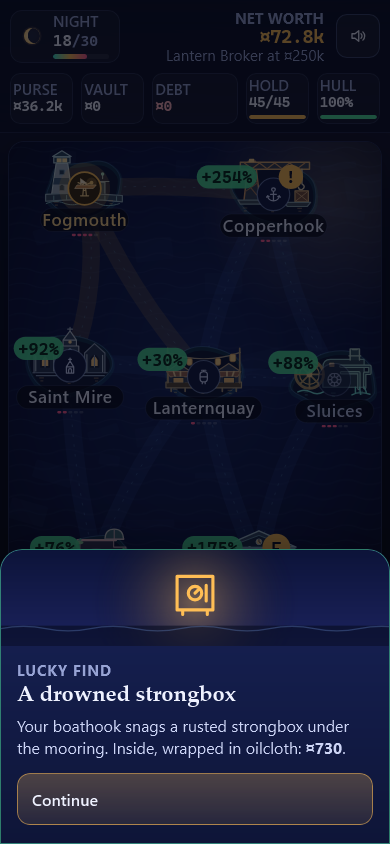 NIGHT
18/30
NET WORTH
¤72.8k
Lantern Broker at ¤250k
PURSE
¤36.2k
VAULT
¤0
DEBT
¤0
HOLD
45/45
HULL
100%
+254%
!
Fogmouth
Copperhook
+92%
+30%
+88%
Saint Mire
Lanternquay
Sluices
+76%
+175%
LUCKY FIND
A drowned strongbox
Your boathook snags a rusted strongbox under
the mooring. Inside, wrapped in oilcloth: ¤730.
Continue